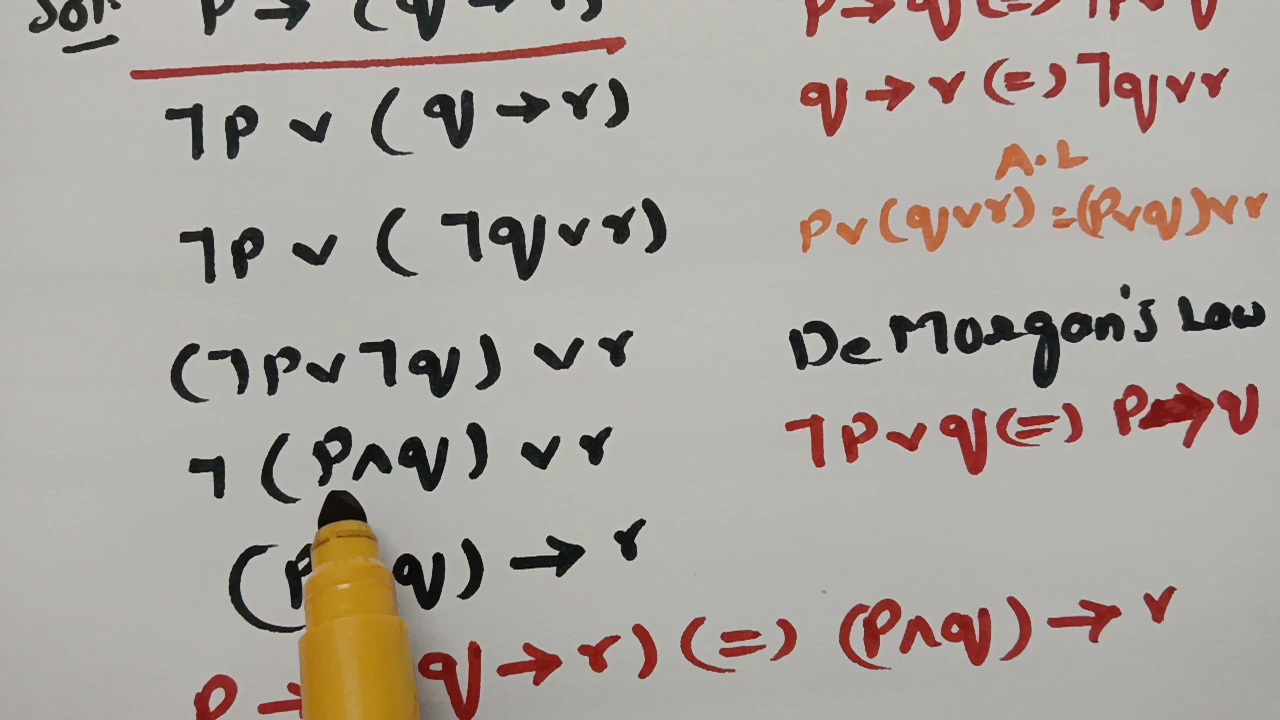 Sol: p → (q → r)
p → q (=) ¬p v q
¬p v (q → r)
q → r (=) ¬q v r
A.L
¬p v (¬q v r)
p v (q v r) = (p v q) v r
(¬p v ¬q) v r
De Morgan's Law
¬(p ∧ q) v r
¬p v q (=) p → q
(p q) → r
p → q → r) (=) (p ∧ q) → r